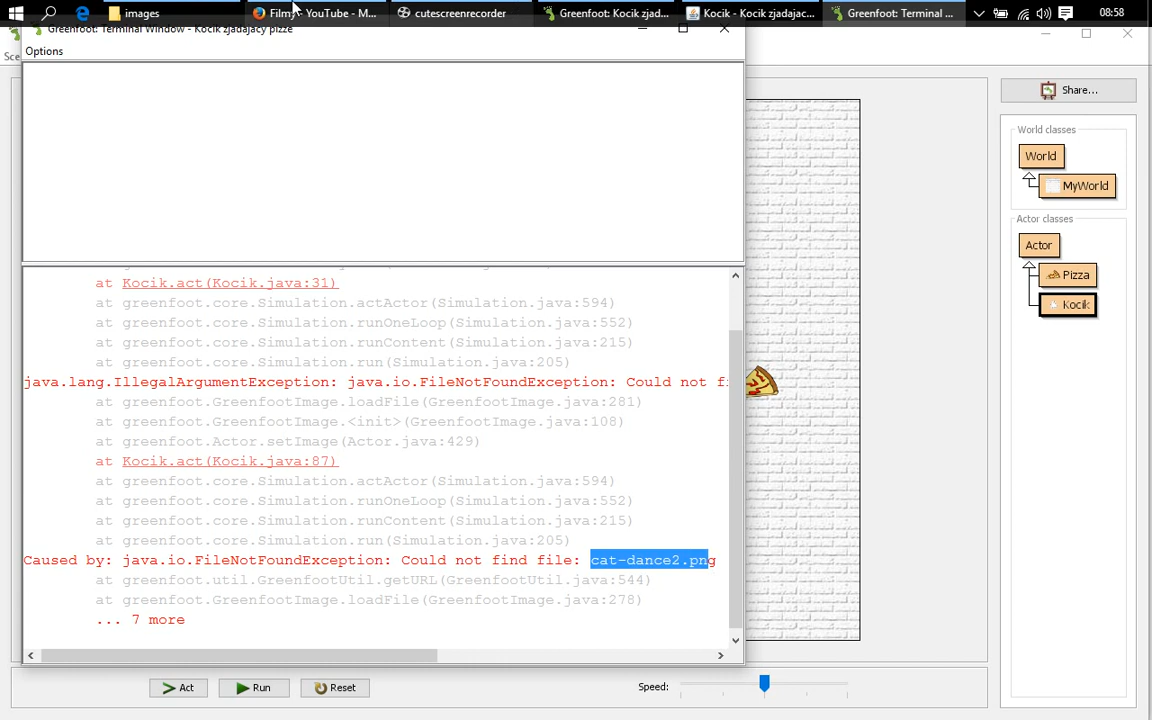 images
Filmy - YouTube - M...
cutescreenrecorder
Greenfoot: Kocik zjad...
Kocik - Kocik zjadajac...
Greenfoot: Terminal ...
08:58
Greenfoot: Terminal Window - Kocik zjadajacy pizze
Sce
Options
Share...
World classes
World
MyWorld
Actor classes
Actor
Pizza
Kocik
at Kocik.act(Kocik.java:31)
at greenfoot.core.Simulation.actActor(Simulation.java:594)
at greenfoot.core.Simulation.runOneLoop(Simulation.java:552)
at greenfoot.core.Simulation.runContent(Simulation.java:215)
at greenfoot.core.Simulation.run(Simulation.java:205)
java.lang.IllegalArgumentException: java.io.FileNotFoundException: Could not fi
at greenfoot.GreenfootImage.loadFile(GreenfootImage.java:281)
at greenfoot.GreenfootImage.<init>(GreenfootImage.java:108)
at greenfoot.Actor.setImage(Actor.java:429)
at Kocik.act(Kocik.java:87)
at greenfoot.core.Simulation.actActor(Simulation.java:594)
at greenfoot.core.Simulation.runOneLoop(Simulation.java:552)
at greenfoot.core.Simulation.runContent(Simulation.java:215)
at greenfoot.core.Simulation.run(Simulation.java:205)
Caused by: java.io.FileNotFoundException: Could not find file: cat-dance2.png
at greenfoot.util.GreenfootUtil.getURL(GreenfootUtil.java:544)
at greenfoot.GreenfootImage.loadFile(GreenfootImage.java:278)
... 7 more
Act
Run
Reset
Speed: